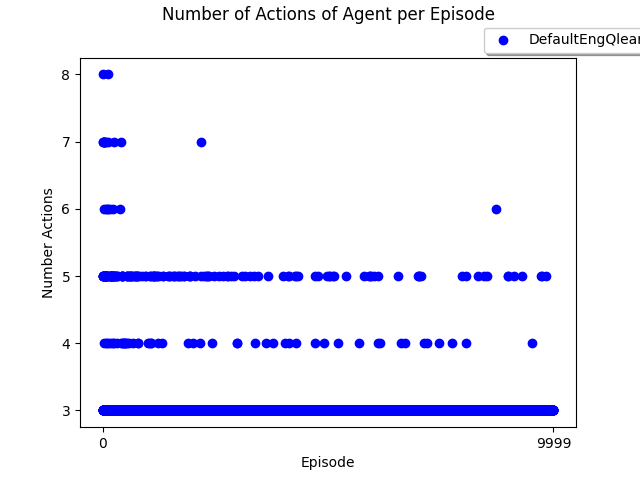 Number of Actions of Agent per Episode
DefaultEngQlear
8
7
6
5
4
3
Number Actions
0
9999
Episode